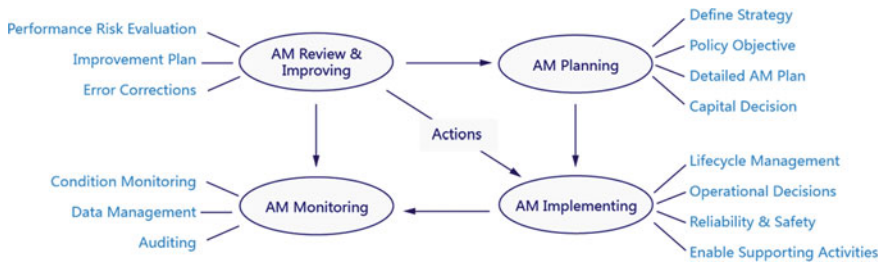 Performance Risk Evaluation
Improvement Plan
Error Corrections
AM Review &
Improving
AM Planning
Define Strategy
Policy Objective
Detailed AM Plan
Capital Decision
Actions
Condition Monitoring
Data Management
Auditing
AM Monitoring
AM Implementing
Lifecycle Management
Operational Decisions
Reliability & Safety
Enable Supporting Activities